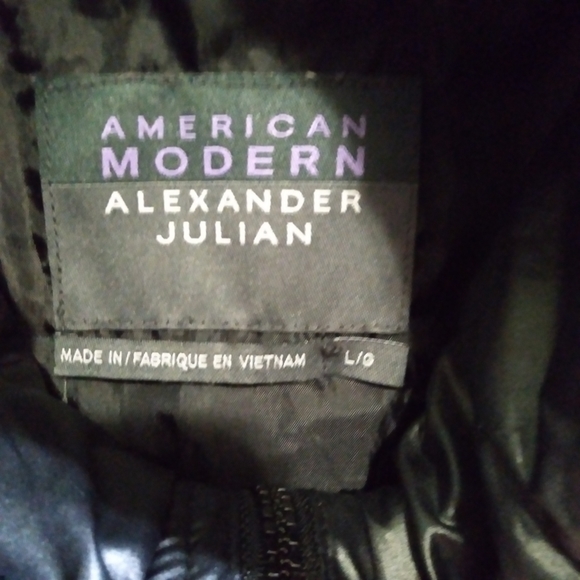 AMERICAN
MODERN
ALEXANDER
JULIAN
MADE IN/FABRIQUE EN VIETNAM
L/G